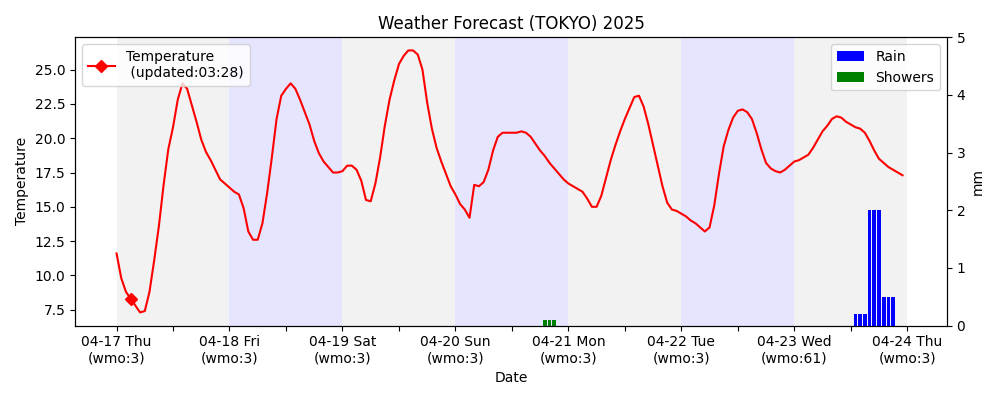 Weather Forecast (TOKYO) 2025
Temperature
(updated:03:28)
Rain
Showers
Temperature
25.0
22.5
20.0
17.5
15.0
12.5
10.0
7.5
5
4
3
2
1
0
mm
04-17 Thu
(wmo:3)
04-18 Fri
(wmo:3)
04-19 Sat
(wmo:3)
04-20 Sun
(wmo:3)
04-21 Mon
(wmo:3)
04-22 Tue
(wmo:3)
04-23 Wed
(wmo:61)
04-24 Thu
(wmo:3)
Date